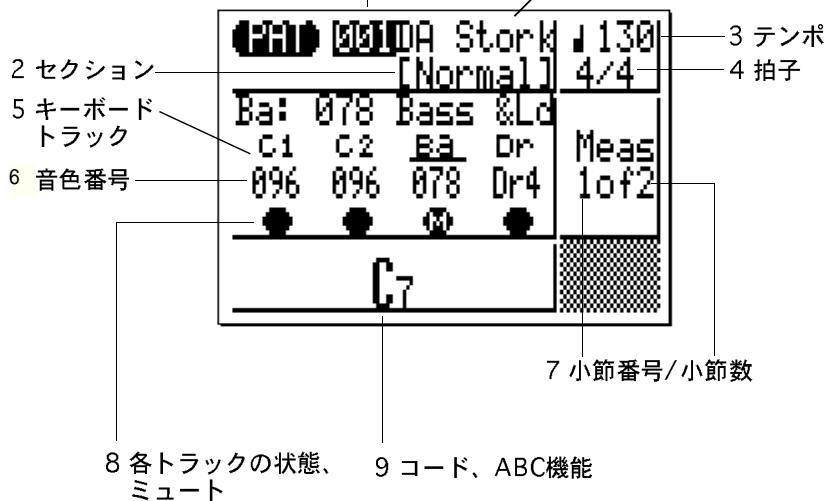 PAT 001DA Stork ♩130
[Normal] 4/4
3 テンポ
4 拍子
2 セクション
5 キーボード
トラック
6 音色番号
Ba: 078 Bass &Ld
C1 C2 Ba Dr
096 096 078 Dr4
M
Meas
1of2
C7
7 小節番号/小節数
8 各トラックの状態、
ミュート
9 コード、ABC機能